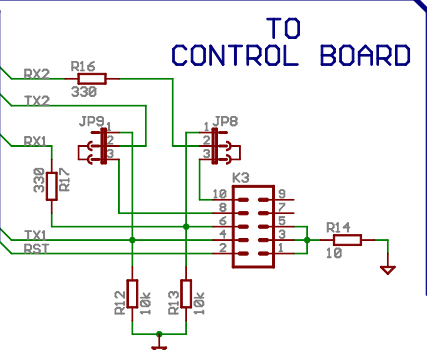 TO
CONTROL BOARD
R16
RX2
330
TX2
JP9
1
2
3
JP8
1
2
3
RX1
330
R17
K3
10
9
8
7
6
5
4
3
2
1
R14
10
TX1
RST
R12
10k
R13
10k